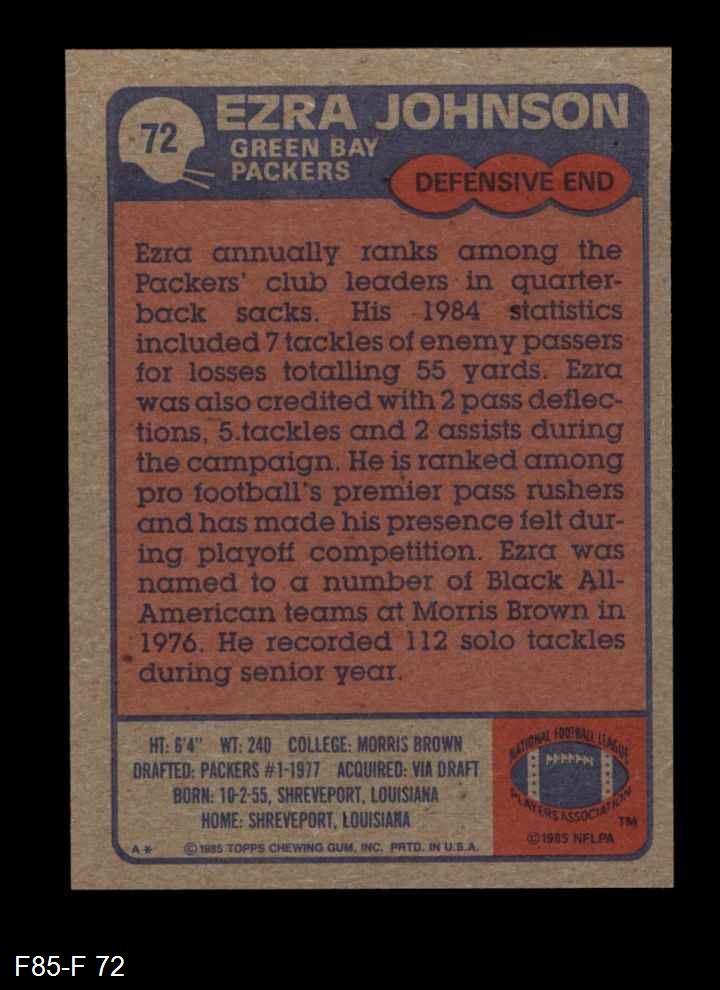 72
EZRA JOHNSON
GREEN BAY
PACKERS
DEFENSIVE END
Ezra annually ranks among the
Packers' club leaders in quarter-
back sacks. His 1984 statistics
included 7 tackles of enemy passers
for losses totalling 55 yards. Ezra
was also credited with 2 pass deflec-
tions, 5 tackles and 2 assists during
the campaign. He is ranked among
pro football's premier pass rushers
and has made his presence felt dur-
ing playoff competition. Ezra was
named to a number of Black All-
American teams at Morris Brown in
1976. He recorded 112 solo tackles
during senior year.
HT: 6'4" WT: 240 COLLEGE: MORRIS BROWN
DRAFTED: PACKERS #1-1977 ACQUIRED: VIA DRAFT
BORN: 10-2-55, SHREVEPORT, LOUISIANA
HOME: SHREVEPORT, LOUISIANA
A* ©1985 TOPPS CHEWING GUM, INC. PRTD. IN U.S.A.
NATIONAL FOOTBALL LEAGUE
PLAYERS ASSOCIATION
TM
©1985 NFLPA
F85-F 72